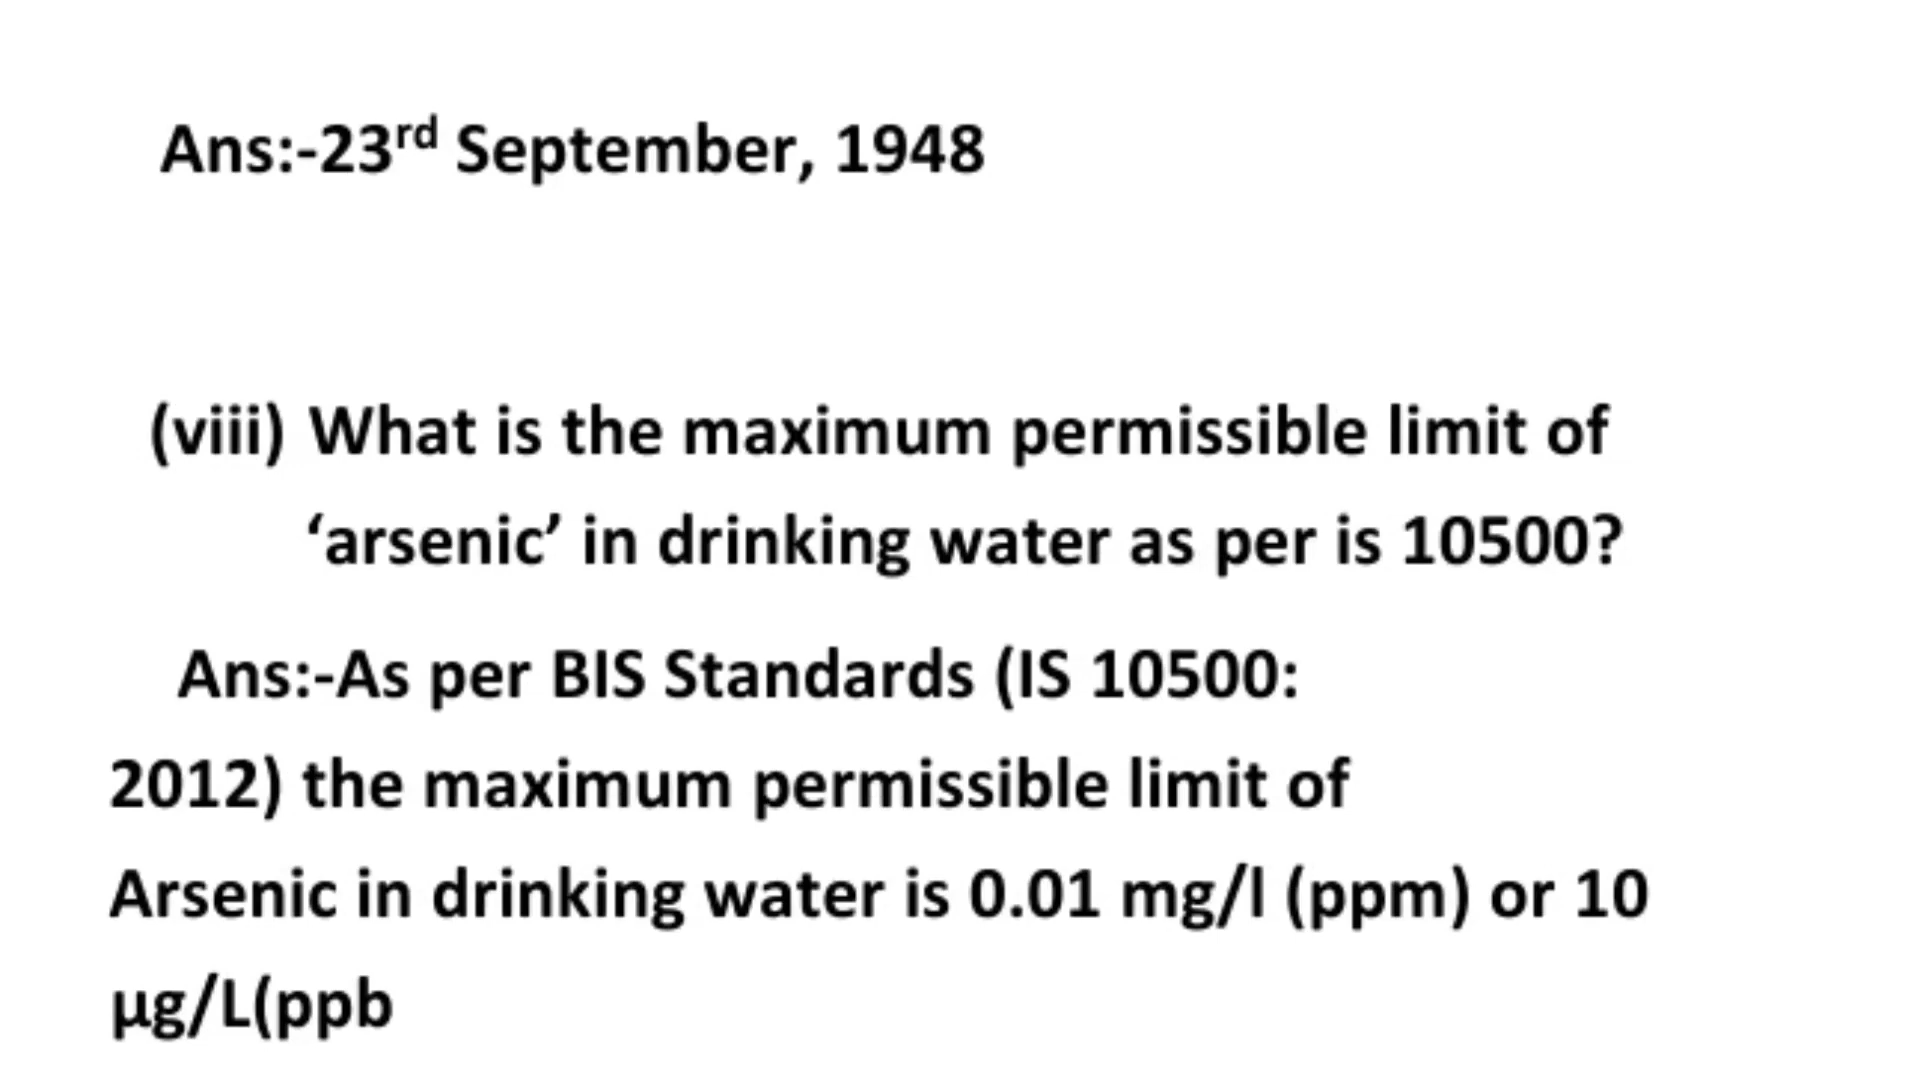 Ans:-23rd September, 1948
(viii) What is the maximum permissible limit of
‘arsenic’ in drinking water as per is 10500?
Ans:-As per BIS Standards (IS 10500:
2012) the maximum permissible limit of
Arsenic in drinking water is 0.01 mg/l (ppm) or 10
µg/L(ppb